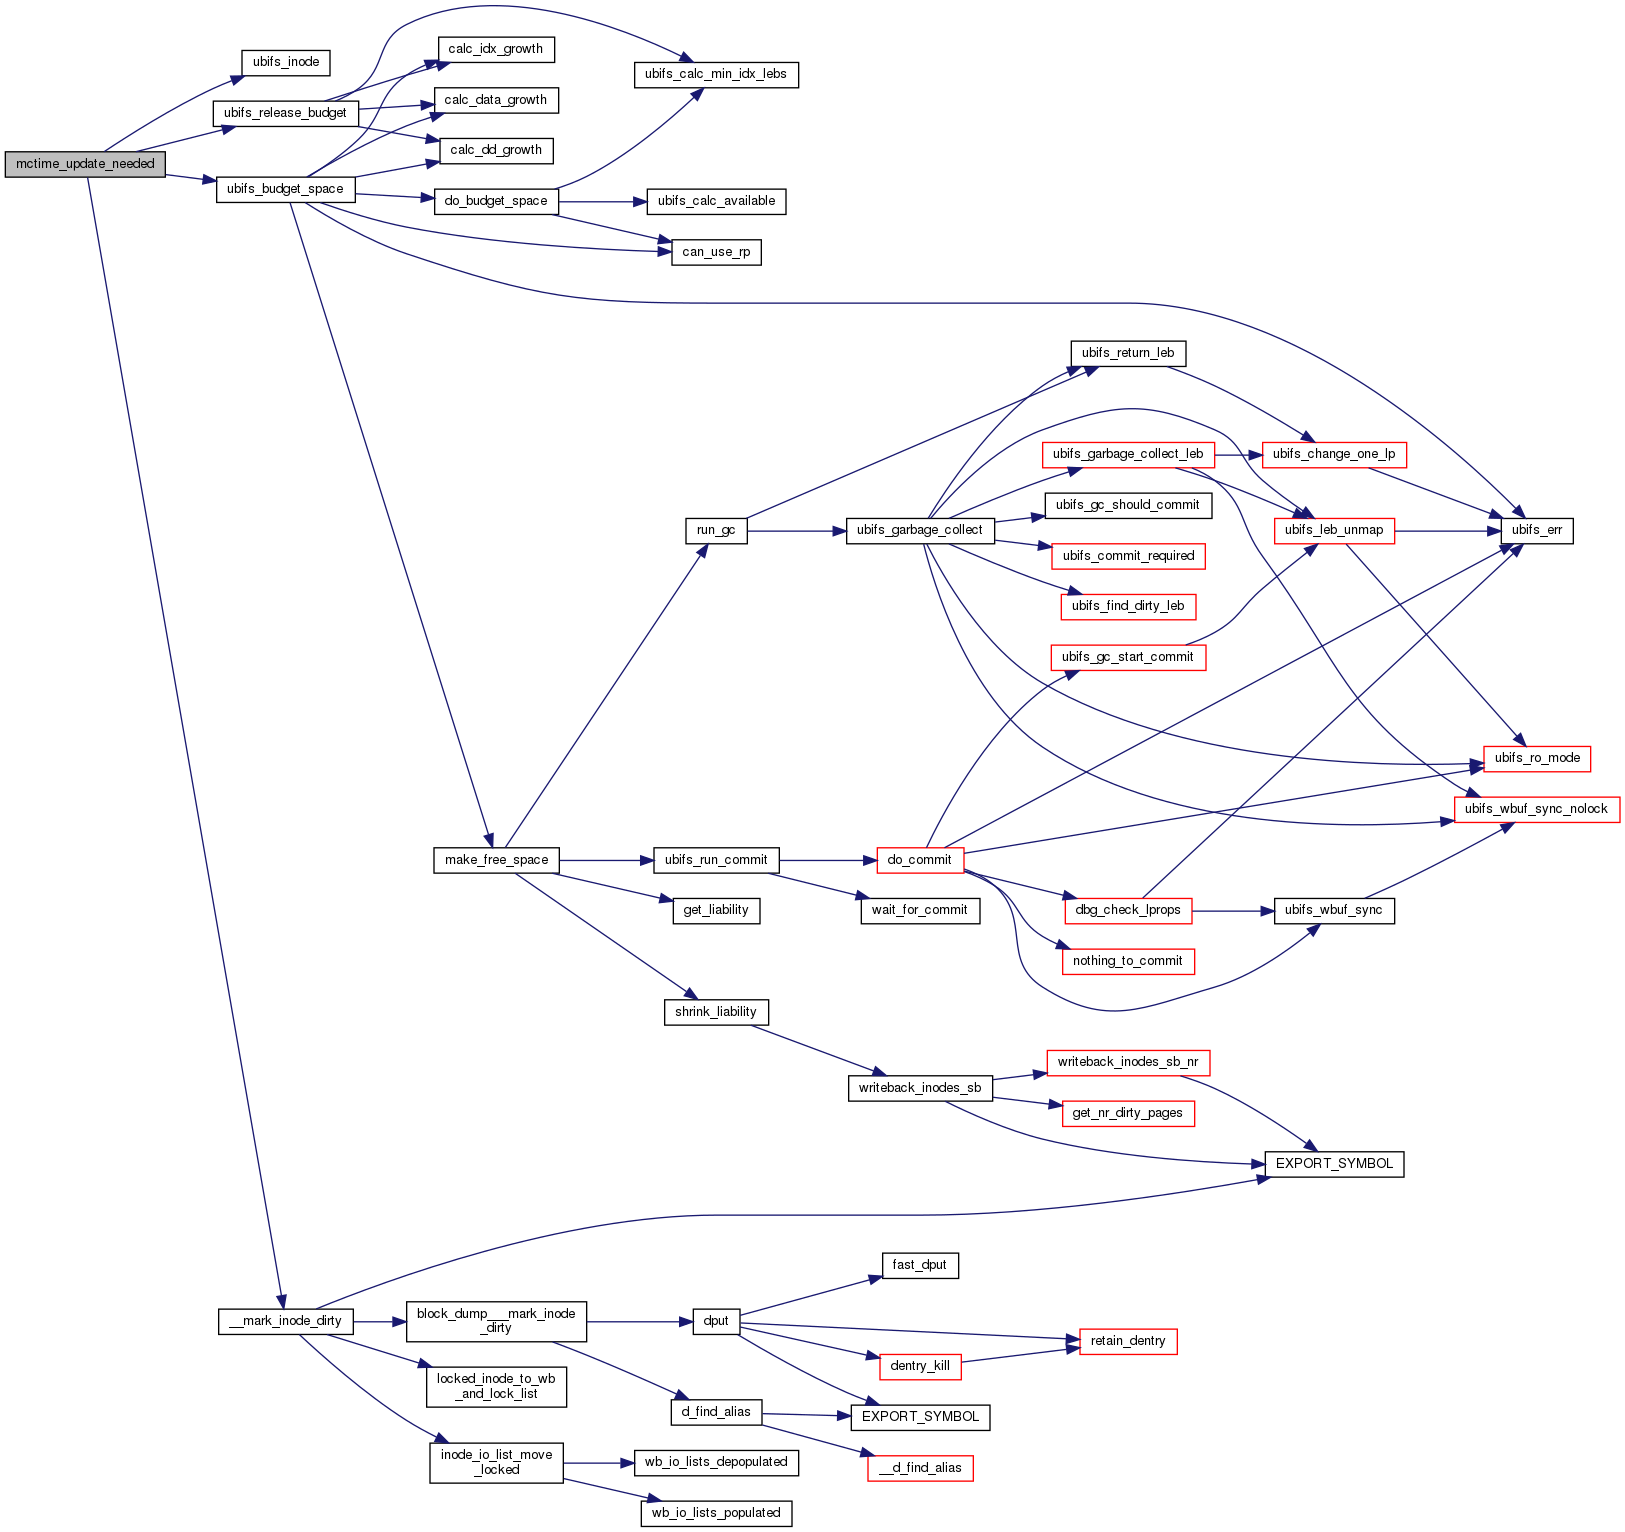 mctime_update_needed
ubifs_inode
ubifs_release_budget
ubifs_budget_space
calc_idx_growth
calc_data_growth
calc_dd_growth
do_budget_space
ubifs_calc_min_idx_lebs
ubifs_calc_available
can_use_rp
ubifs_return_leb
ubifs_garbage_collect_leb
ubifs_change_one_lp
ubifs_gc_should_commit
run_gc
ubifs_garbage_collect
ubifs_leb_unmap
ubifs_err
ubifs_commit_required
ubifs_find_dirty_leb
ubifs_gc_start_commit
ubifs_ro_mode
ubifs_wbuf_sync_nolock
make_free_space
ubifs_run_commit
do_commit
get_liability
wait_for_commit
dbg_check_lprops
ubifs_wbuf_sync
nothing_to_commit
shrink_liability
writeback_inodes_sb
writeback_inodes_sb_nr
get_nr_dirty_pages
EXPORT_SYMBOL
__mark_inode_dirty
block_dump___mark_inode
_dirty
dput
fast_dput
retain_dentry
dentry_kill
locked_inode_to_wb
_and_lock_list
d_find_alias
EXPORT_SYMBOL
__d_find_alias
inode_io_list_move
_locked
wb_io_lists_depopulated
wb_io_lists_populated